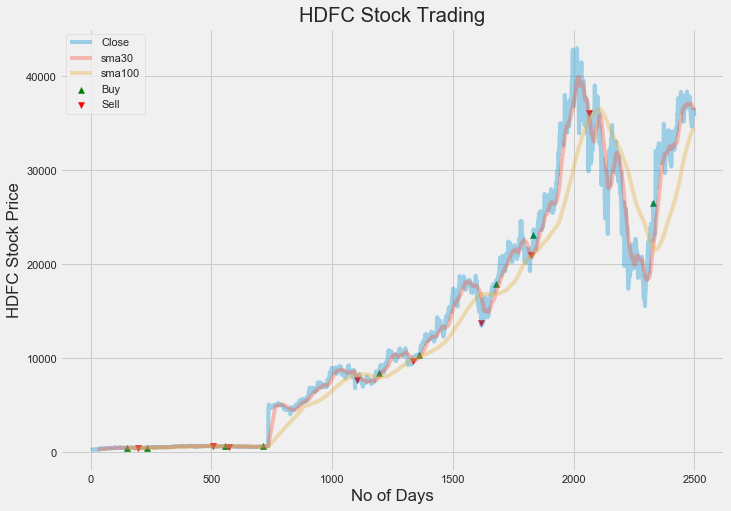 HDFC Stock Trading
Close
sma30
sma100
Buy
Sell
HDFC Stock Price
40000
30000
20000
10000
0
0 500 1000 1500 2000 2500
No of Days